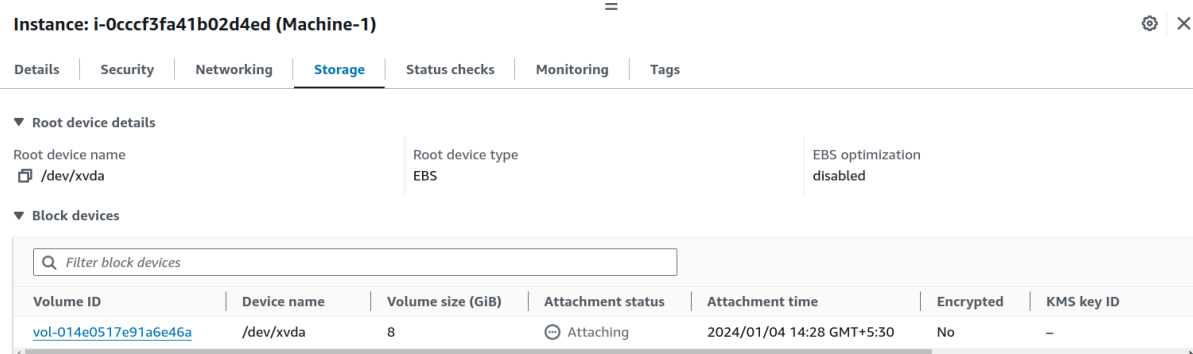 Instance: i-0cccf3fa41b02d4ed (Machine-1)
Details Security Networking Storage Status checks Monitoring Tags
Root device details
Root device name Root device type EBS optimization
/dev/xvda EBS disabled
Block devices
Filter block devices
Volume ID Device name Volume size (GiB) Attachment status Attachment time Encrypted KMS key ID
vol-014e0517e91a6e46a /dev/xvda 8 Attaching 2024/01/04 14:28 GMT+5:30 No –